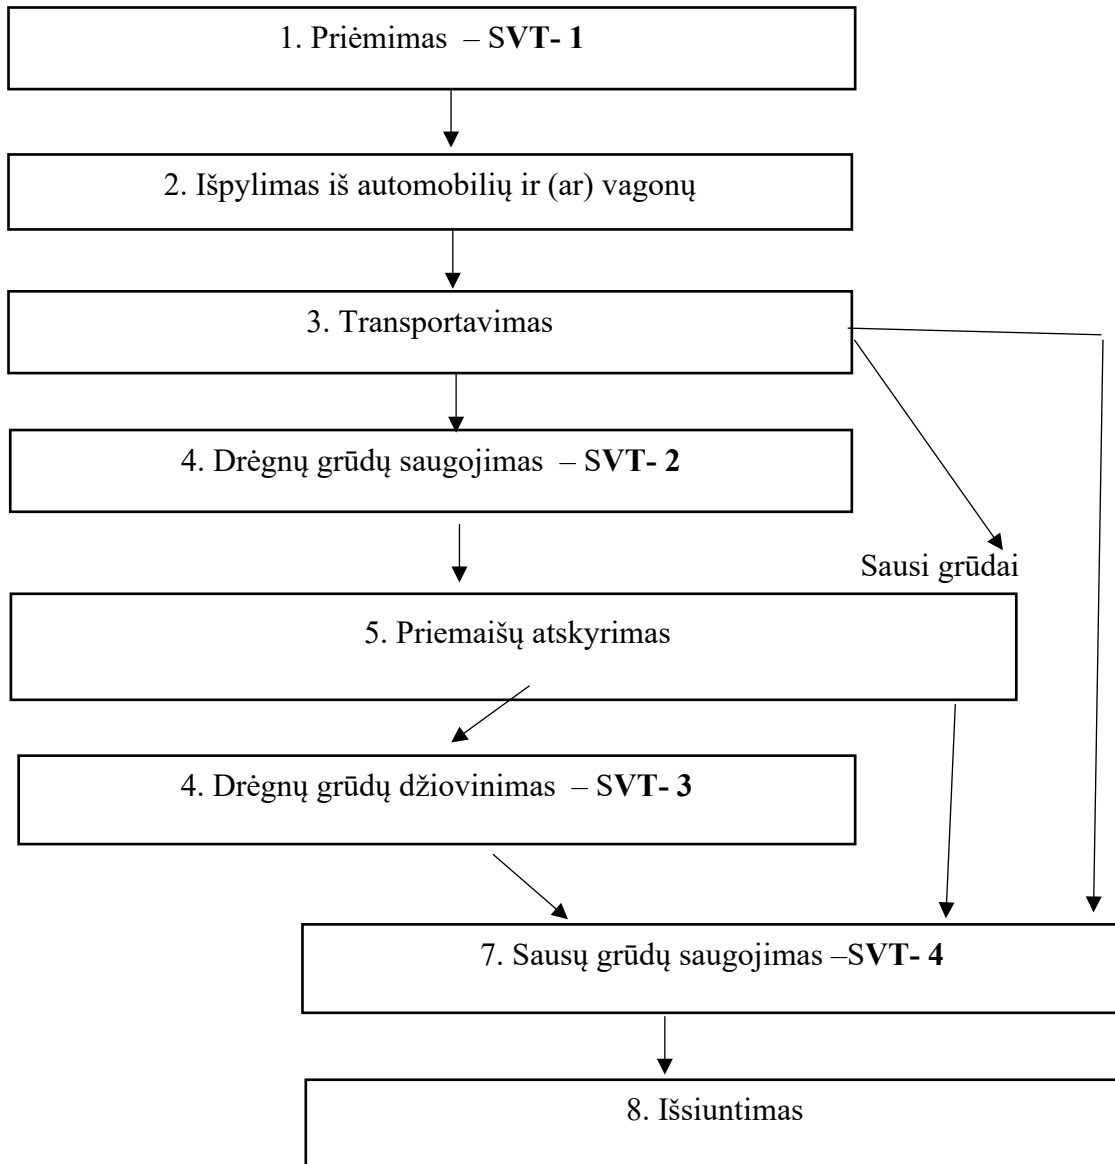 1. Priėmimas – SVT- 1
2. Išpylimas iš automobilių ir (ar) vagonų
3. Transportavimas
4. Drėgnų grūdų saugojimas – SVT- 2
Sausi grūdai
5. Priemaišų atskyrimas
4. Drėgnų grūdų džiovinimas – SVT- 3
7. Sausų grūdų saugojimas –SVT- 4
8. Išsiuntimas